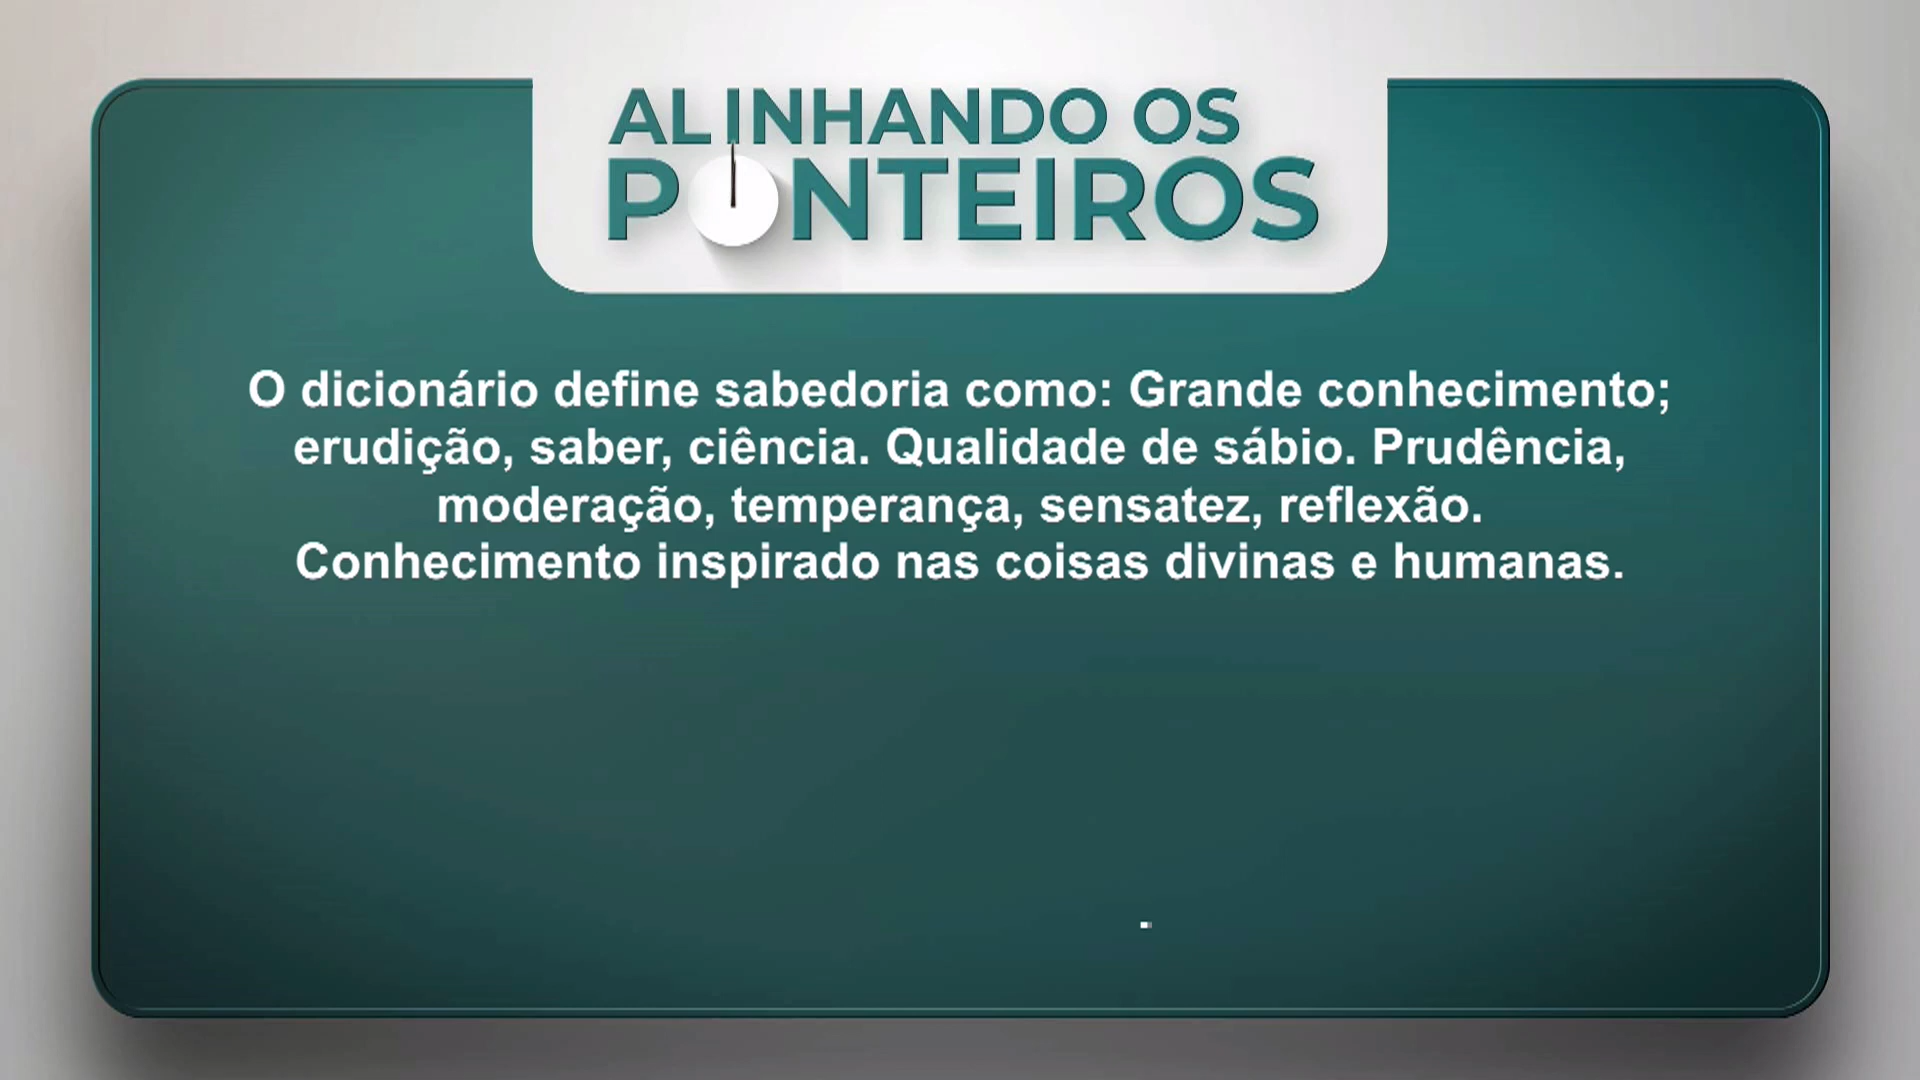 ALINHANDO OS
PONTEIROS
O dicionário define sabedoria como: Grande conhecimento;
erudição, saber, ciência. Qualidade de sábio. Prudência,
moderação, temperança, sensatez, reflexão.
Conhecimento inspirado nas coisas divinas e humanas.